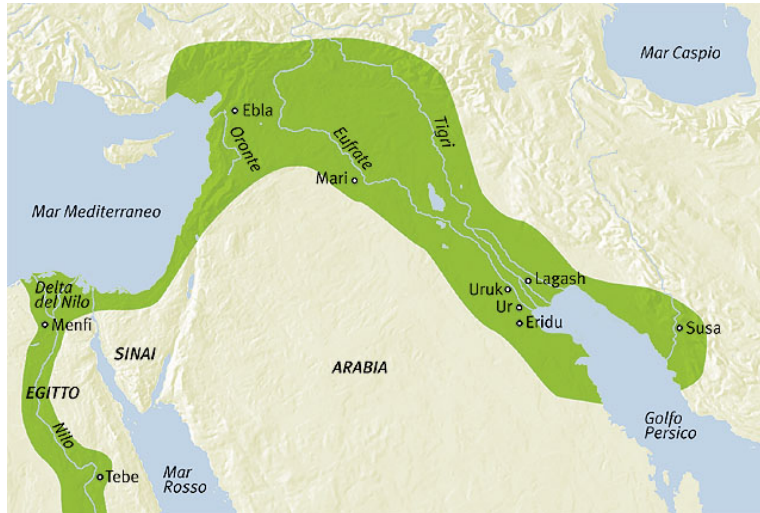 Mar Caspio
Ebla
Oronte
Eufrate
Tigri
Mari
Mar Mediterraneo
Delta
del Nilo
Menfi
Lagash
Uruk
Ur
Eridu
Susa
SINAI
ARABIA
EGITTO
Nilo
Golfo
Persico
Tebe
Mar
Rosso